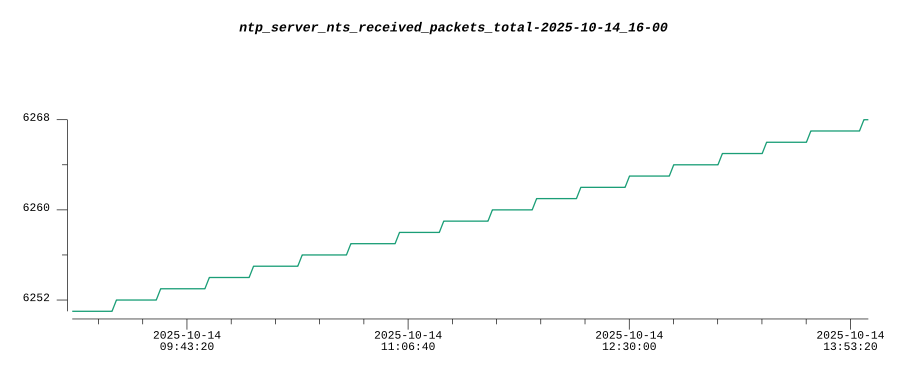 ntp_server_nts_received_packets_total-2025-10-14_16-00
6268
6260
6252
2025-10-14 2025-10-14 2025-10-14 2025-10-14
09:43:20 11:06:40 12:30:00 13:53:20